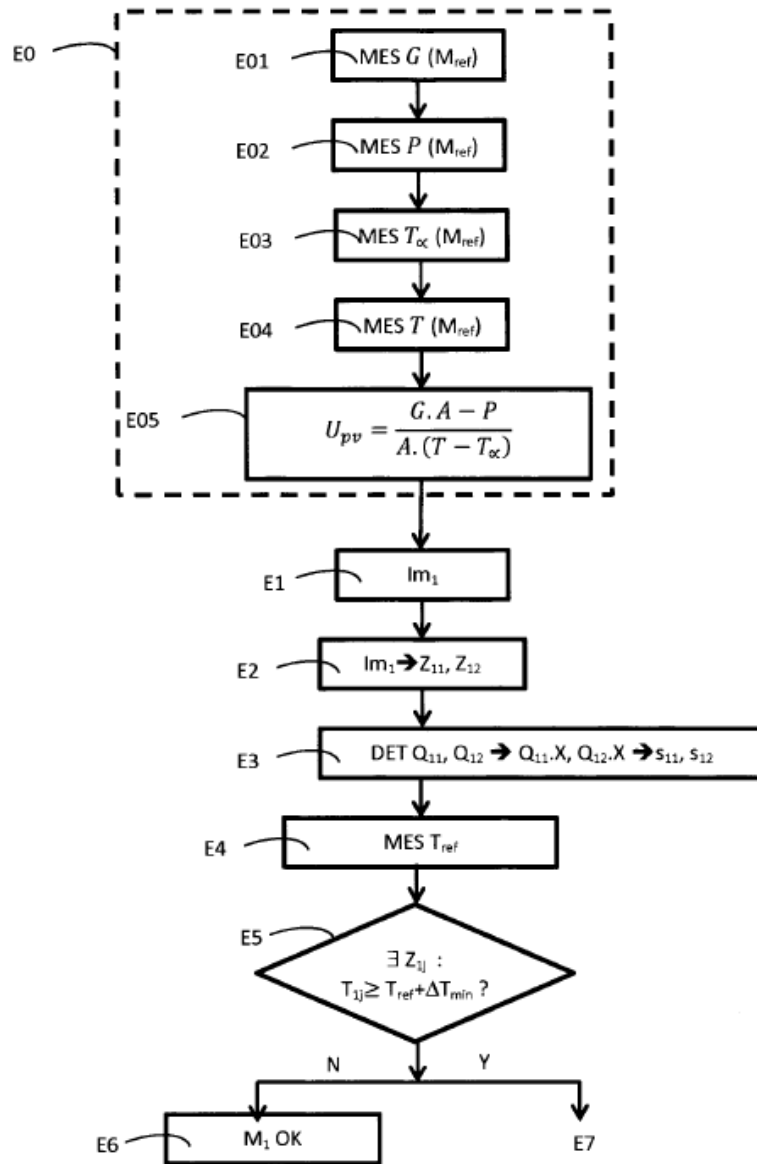 E0
E01 MES G (Mref)
E02 MES P (Mref)
E03 MES T∝ (Mref)
E04 MES T (Mref)
E05 Upv = G.A − P / A.(T − T∝)
E1 Im1
E2 Im1➔Z11, Z12
E3 DET Q11, Q12 ➔ Q11.X, Q12.X ➔s11, s12
E4 MES Tref
E5
∃ Z1j :
T1j≥ Tref+ΔTmin ?
N Y
E6 M1 OK
E7